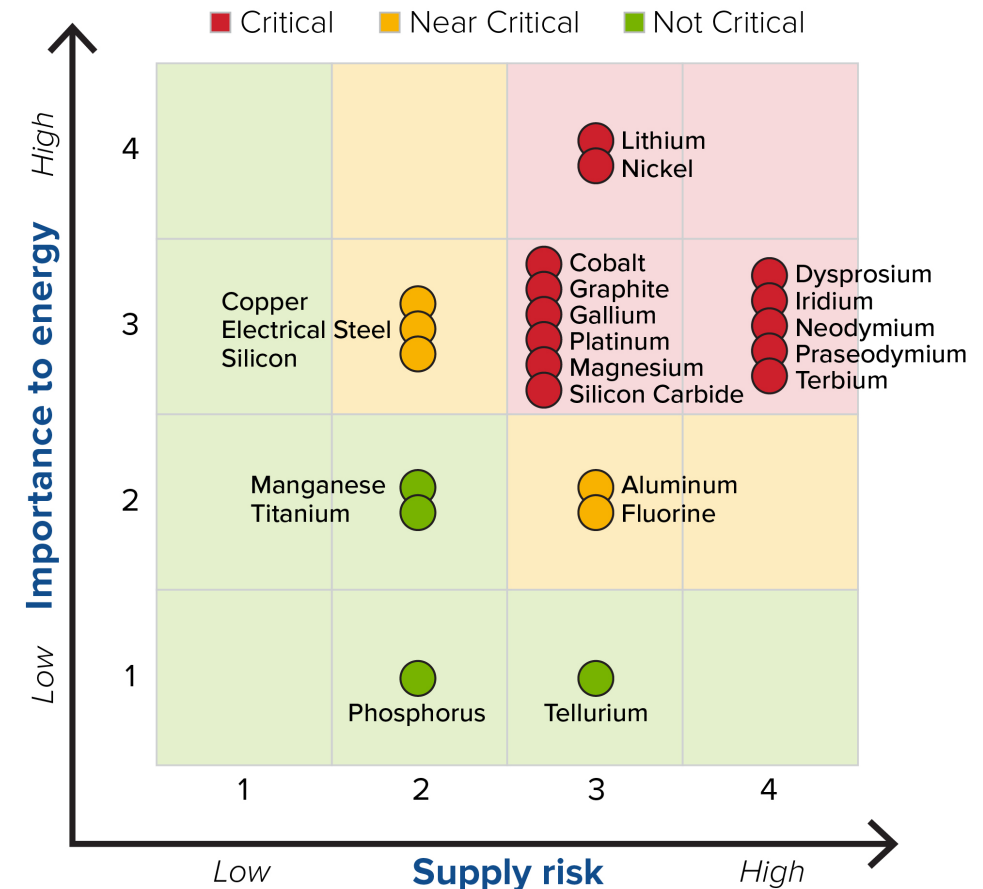 Critical
Near Critical
Not Critical
High
Importance to energy
Low
4
3
2
1
Lithium
Nickel
Copper
Electrical Steel
Silicon
Cobalt
Graphite
Gallium
Platinum
Magnesium
Silicon Carbide
Dysprosium
Iridium
Neodymium
Praseodymium
Terbium
Manganese
Titanium
Aluminum
Fluorine
Phosphorus
Tellurium
1 2 3 4
Low Supply risk High